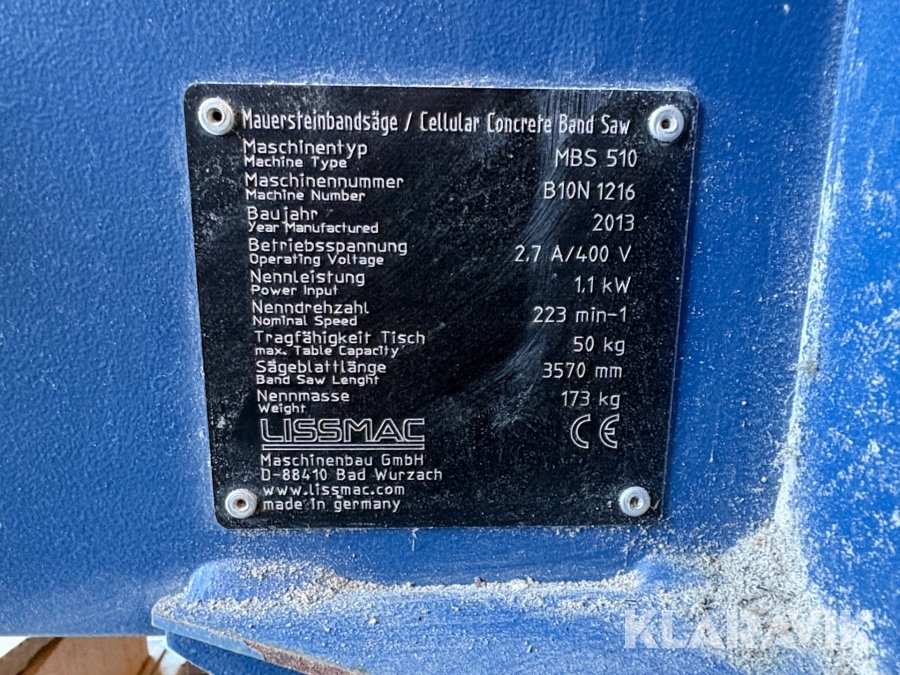 KLARAVIK
Mauersteinbandsäge / Cellular Concrete Band Saw
Maschinentyp
Machine Type
MBS 510
Maschinennummer
Machine Number
B10N 1216
Baujahr
Year Manufactured
2013
Betriebsspannung
Operating Voltage
2,7 A/400 V
Nennleistung
Power Input
1,1 kW
Nenndrehzahl
Nominal Speed
223 min-1
Tragfähigkeit Tisch
max. Table Capacity
50 kg
Sägeblattlänge
Band Saw Lenght
3570 mm
Nennmasse
Weight
173 kg
LISSMAC
CE
Maschinenbau GmbH
D-88410 Bad Wurzach
www.lissmac.com
made in germany
KLARAVIK